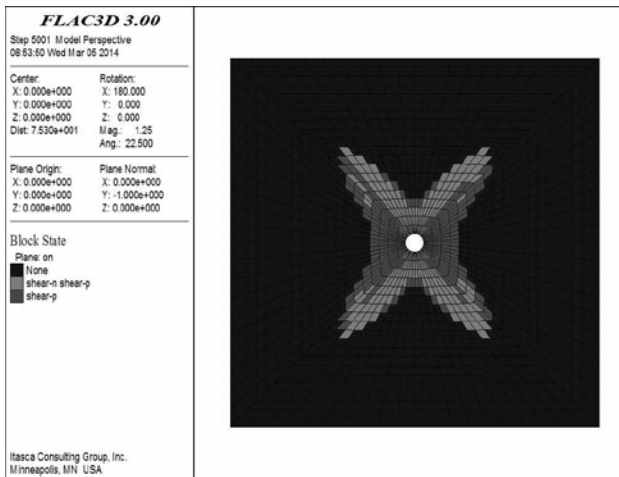 FLAC3D 3.00
Step 5001 Model Perspective
08:53:50 Wed Mar 05 2014
Center: Rotation:
X: 0.000e+000 X: 180.000
Y: 0.000e+000 Y: 0.000
Z: 0.000e+000 Z: 0.000
Dist: 7.530e+001 Mag.: 1.25
Ang.: 22.500
Plane Origin: Plane Normal:
X: 0.000e+000 X: 0.000e+000
Y: 0.000e+000 Y: -1.000e+000
Z: 0.000e+000 Z: 0.000e+000
Block State
Plane: on
None
shear-n shear-p
shear-p
Itasca Consulting Group, Inc.
Minneapolis, MN USA